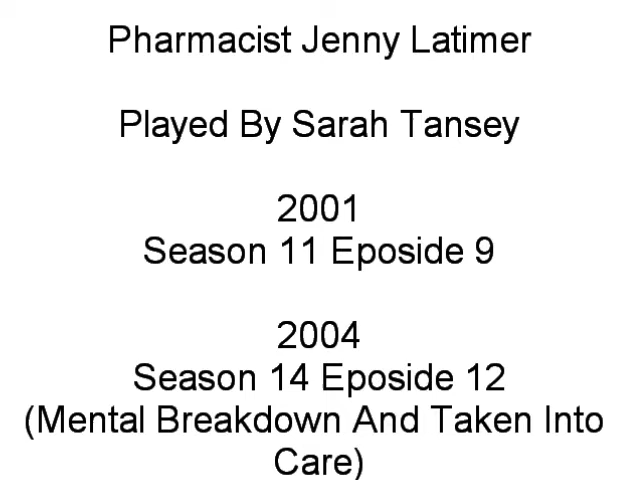 Pharmacist Jenny Latimer
Played By Sarah Tansey
2001
Season 11 Eposide 9
2004
Season 14 Eposide 12
(Mental Breakdown And Taken Into
Care)